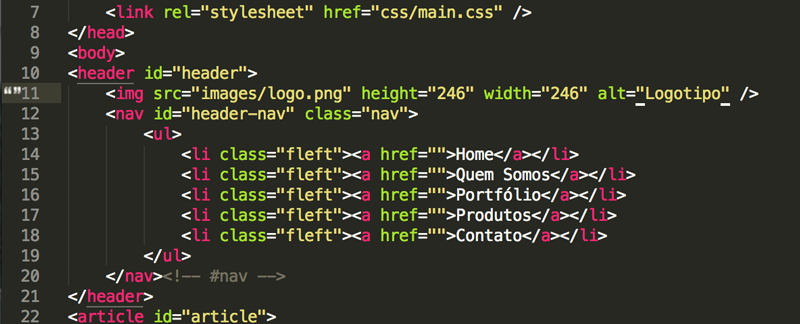 7 <link rel="stylesheet" href="css/main.css" />
8 </head>
9 <body>
10 <header id="header">
11 <img src="images/logo.png" height="246" width="246" alt="Logotipo" />
12 <nav id="header-nav" class="nav">
13 <ul>
14 <li class="fleft"><a href="">Home</a></li>
15 <li class="fleft"><a href="">Quem Somos</a></li>
16 <li class="fleft"><a href="">Portfólio</a></li>
17 <li class="fleft"><a href="">Produtos</a></li>
18 <li class="fleft"><a href="">Contato</a></li>
19 </ul>
20 </nav><!-- #nav -->
21 </header>
22 <article id="article">